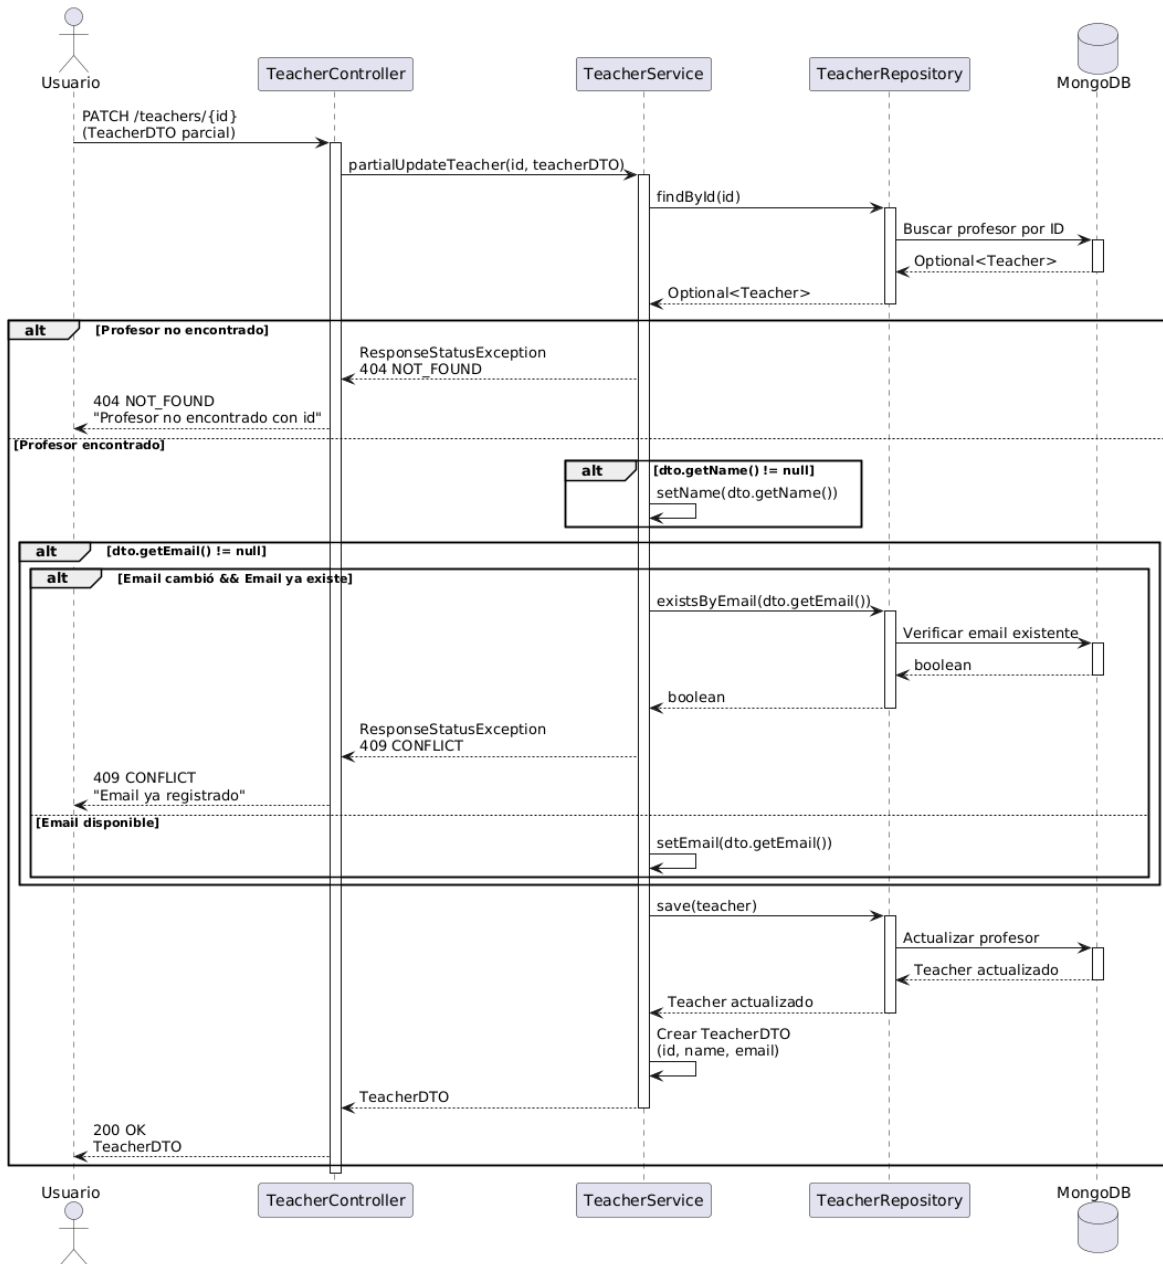 Usuario
TeacherController
TeacherService
TeacherRepository
MongoDB
PATCH /teachers/{id}
(TeacherDTO parcial)
partialUpdateTeacher(id, teacherDTO)
findById(id)
Buscar profesor por ID
Optional<Teacher>
Optional<Teacher>
alt [Profesor no encontrado]
ResponseStatusException
404 NOT_FOUND
404 NOT_FOUND
"Profesor no encontrado con id"
[Profesor encontrado]
alt [dto.getName() != null]
setName(dto.getName())
alt [dto.getEmail() != null]
alt [Email cambió && Email ya existe]
existsByEmail(dto.getEmail())
Verificar email existente
boolean
boolean
ResponseStatusException
409 CONFLICT
409 CONFLICT
"Email ya registrado"
[Email disponible]
setEmail(dto.getEmail())
save(teacher)
Actualizar profesor
Teacher actualizado
Teacher actualizado
Crear TeacherDTO
(id, name, email)
TeacherDTO
200 OK
TeacherDTO
Usuario
TeacherController
TeacherService
TeacherRepository
MongoDB